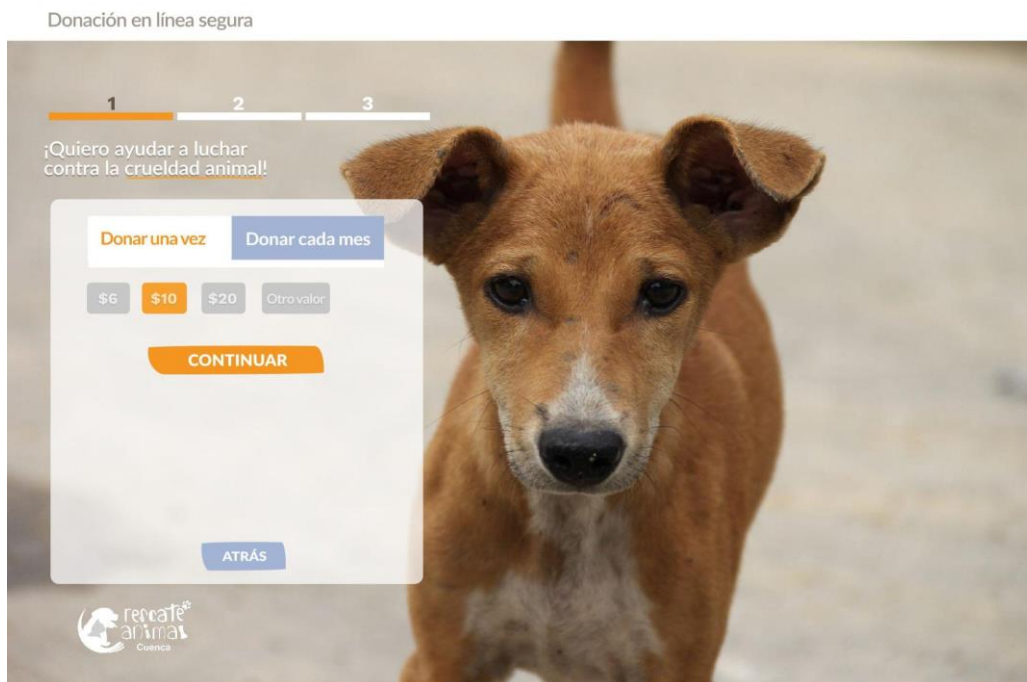 Donación en línea segura
1 2 3
¡Quiero ayudar a luchar
contra la crueldad animal!
Donar una vez Donar cada mes
$6 $10 $20 Otro valor
CONTINUAR
ATRÁS
rescate
animal
Cuenca